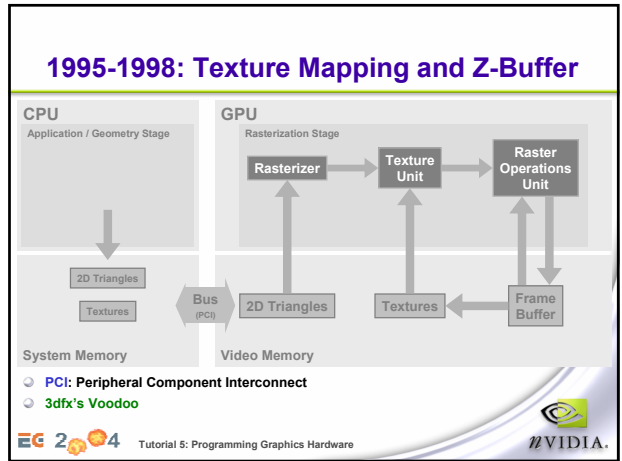 1995-1998: Texture Mapping and Z-Buffer
CPU
Application / Geometry Stage
GPU
Rasterization Stage
Rasterizer
Texture
Unit
Raster
Operations
Unit
2D Triangles
Textures
Bus
(PCI)
2D Triangles
Textures
Frame
Buffer
System Memory
Video Memory
PCI: Peripheral Component Interconnect
3dfx's Voodoo
EG 2004
Tutorial 5: Programming Graphics Hardware
nVIDIA.